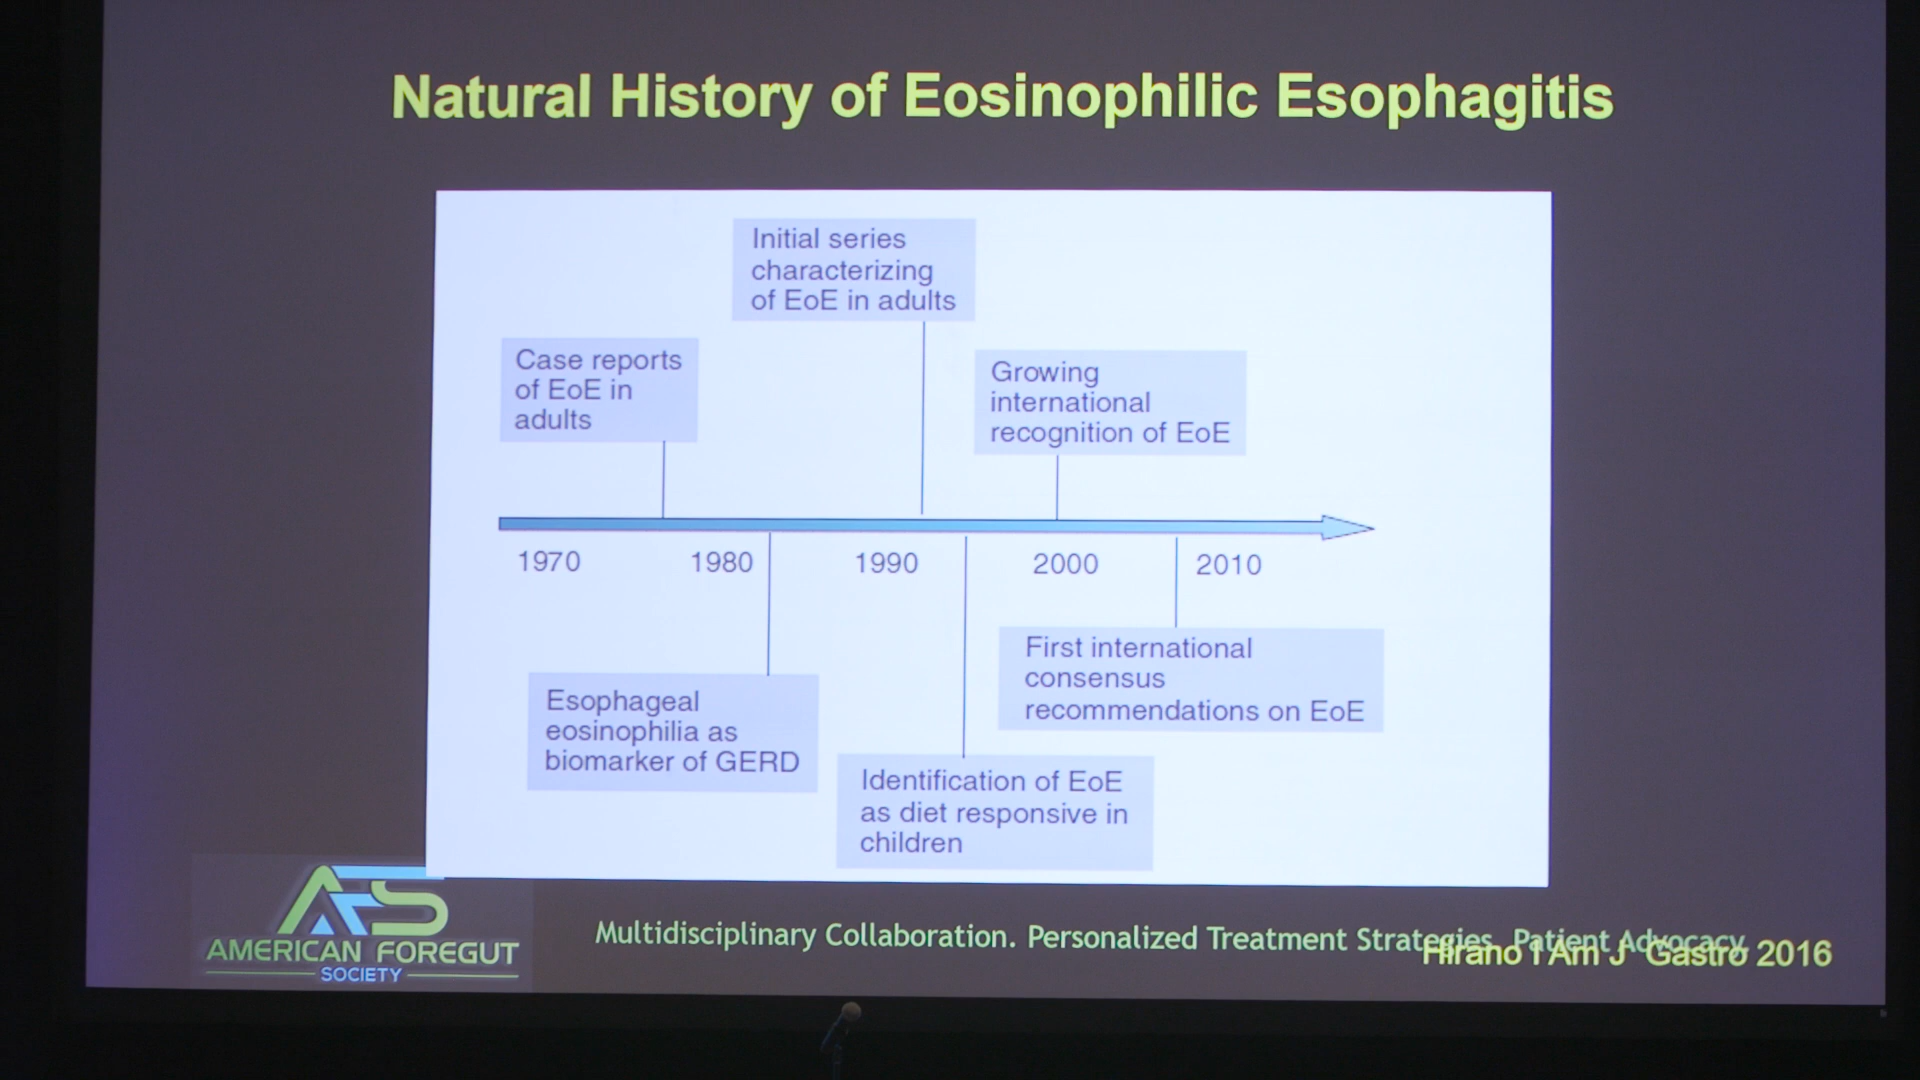 Natural History of Eosinophilic Esophagitis
Initial series
characterizing
of EoE in adults
Case reports
of EoE in
adults
Growing
international
recognition of EoE
1970 1980 1990 2000 2010
First international
consensus
recommendations on EoE
Esophageal
eosinophilia as
biomarker of GERD
Identification of EoE
as diet responsive in
children
AFS
AMERICAN FOREGUT
SOCIETY
Multidisciplinary Collaboration. Personalized Treatment Strategies. Patient Advocacy
Hirano I Am J Gastro 2016